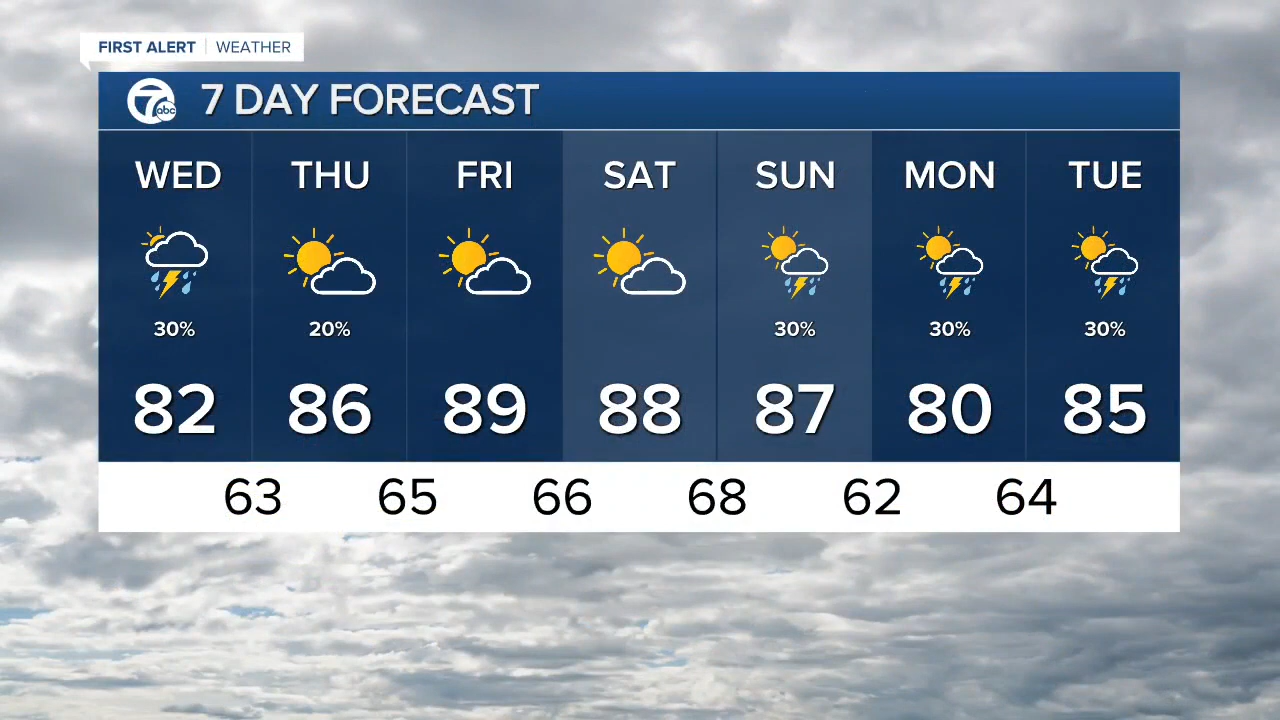 FIRST ALERT | WEATHER
7 abc 7 DAY FORECAST
WED THU FRI SAT SUN MON TUE
30% 20% 30% 30% 30%
82 86 89 88 87 80 85
63 65 66 68 62 64